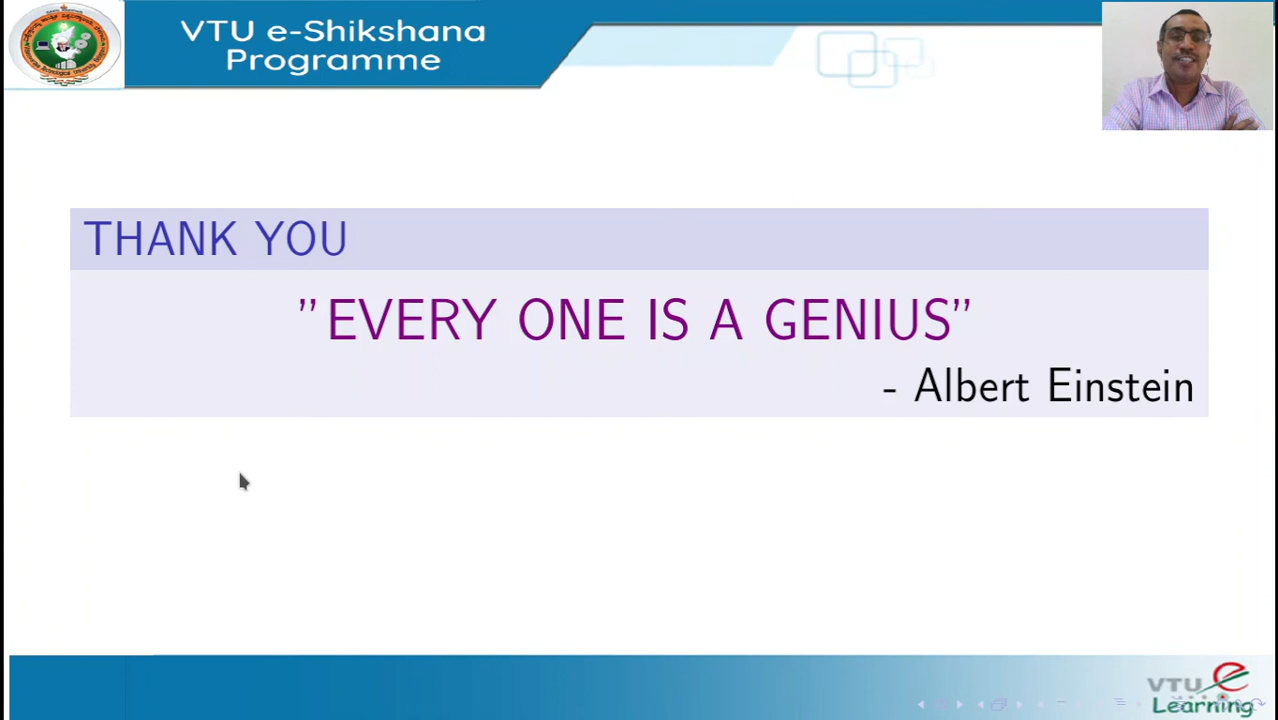 VTU e-Shikshana
Programme
THANK YOU
"EVERY ONE IS A GENIUS"
- Albert Einstein
VTU e
Learning